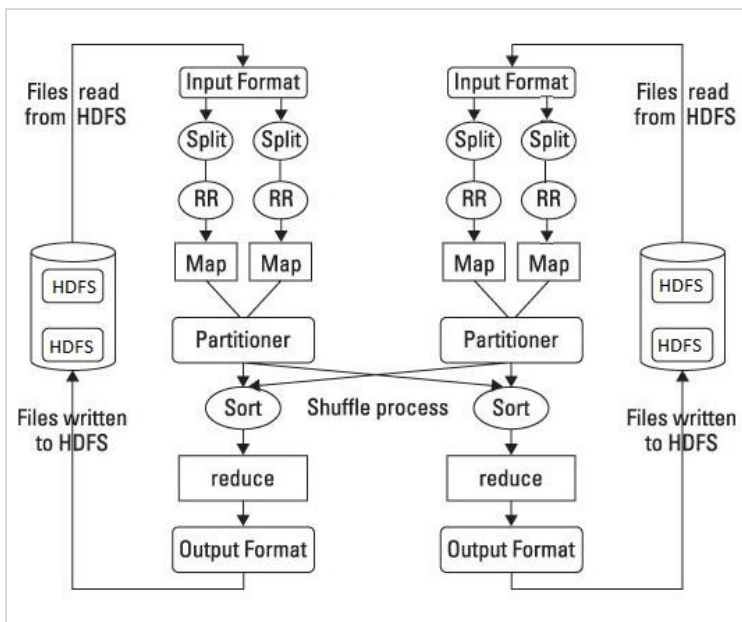 Input Format
Input Format
Files read
from HDFS
Files read
from HDFS
Split
Split
Split
Split
RR
RR
RR
RR
Map
Map
Map
Map
HDFS
HDFS
HDFS
HDFS
Partitioner
Partitioner
Sort
Shuffle process
Sort
Files written
to HDFS
Files written
to HDFS
reduce
reduce
Output Format
Output Format